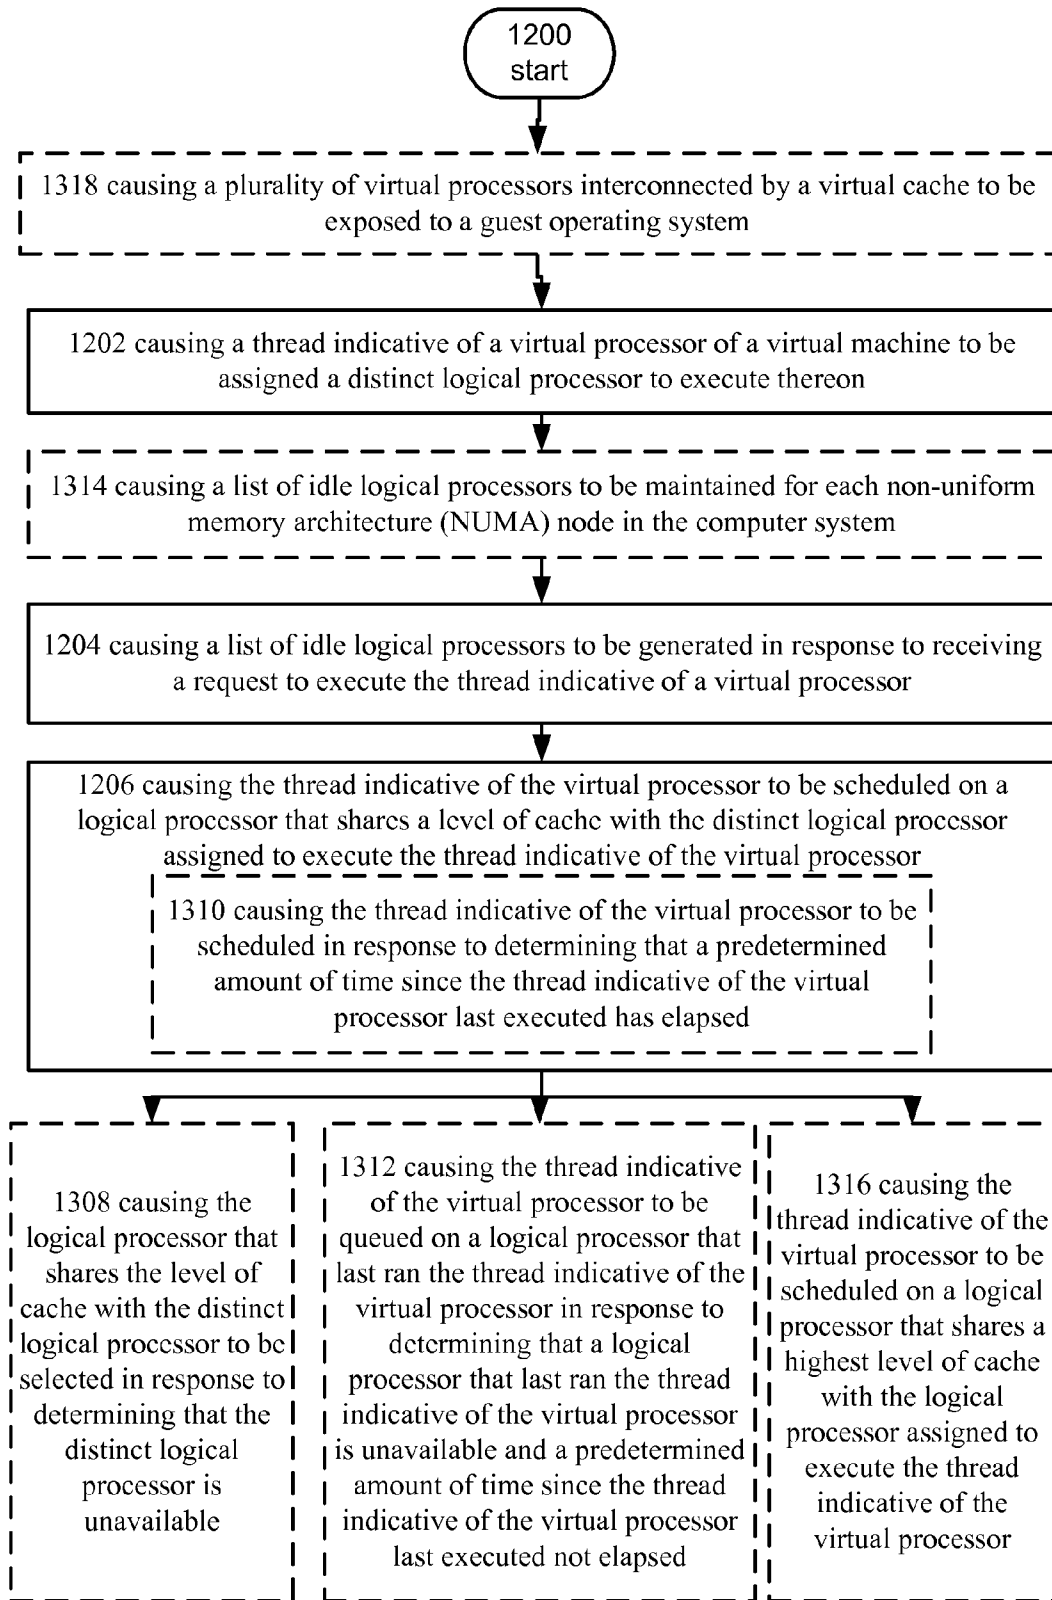 1200
start
1318 causing a plurality of virtual processors interconnected by a virtual cache to be
exposed to a guest operating system
1202 causing a thread indicative of a virtual processor of a virtual machine to be
assigned a distinct logical processor to execute thereon
1314 causing a list of idle logical processors to be maintained for each non-uniform
memory architecture (NUMA) node in the computer system
1204 causing a list of idle logical processors to be generated in response to receiving
a request to execute the thread indicative of a virtual processor
1206 causing the thread indicative of the virtual processor to be scheduled on a
logical processor that shares a level of cache with the distinct logical processor
assigned to execute the thread indicative of the virtual processor
1310 causing the thread indicative of the virtual processor to be
scheduled in response to determining that a predetermined
amount of time since the thread indicative of the virtual
processor last executed has elapsed
1308 causing the
logical processor that
shares the level of
cache with the distinct
logical processor to be
selected in response to
determining that the
distinct logical
processor is
unavailable
1312 causing the thread indicative
of the virtual processor to be
queued on a logical processor that
last ran the thread indicative of the
virtual processor in response to
determining that a logical
processor that last ran the thread
indicative of the virtual processor
is unavailable and a predetermined
amount of time since the thread
indicative of the virtual processor
last executed not elapsed
1316 causing the
thread indicative of the
virtual processor to be
scheduled on a logical
processor that shares a
highest level of cache
with the logical
processor assigned to
execute the thread
indicative of the
virtual processor